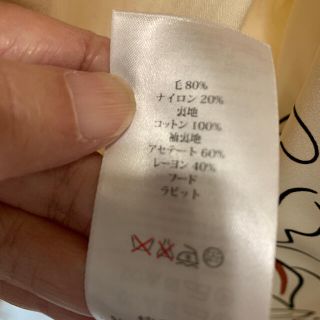 毛 80%
ナイロン 20%
裏地
コットン 100%
袖裏地
アセテート 60%
レーヨン 40%
フード
ラビット